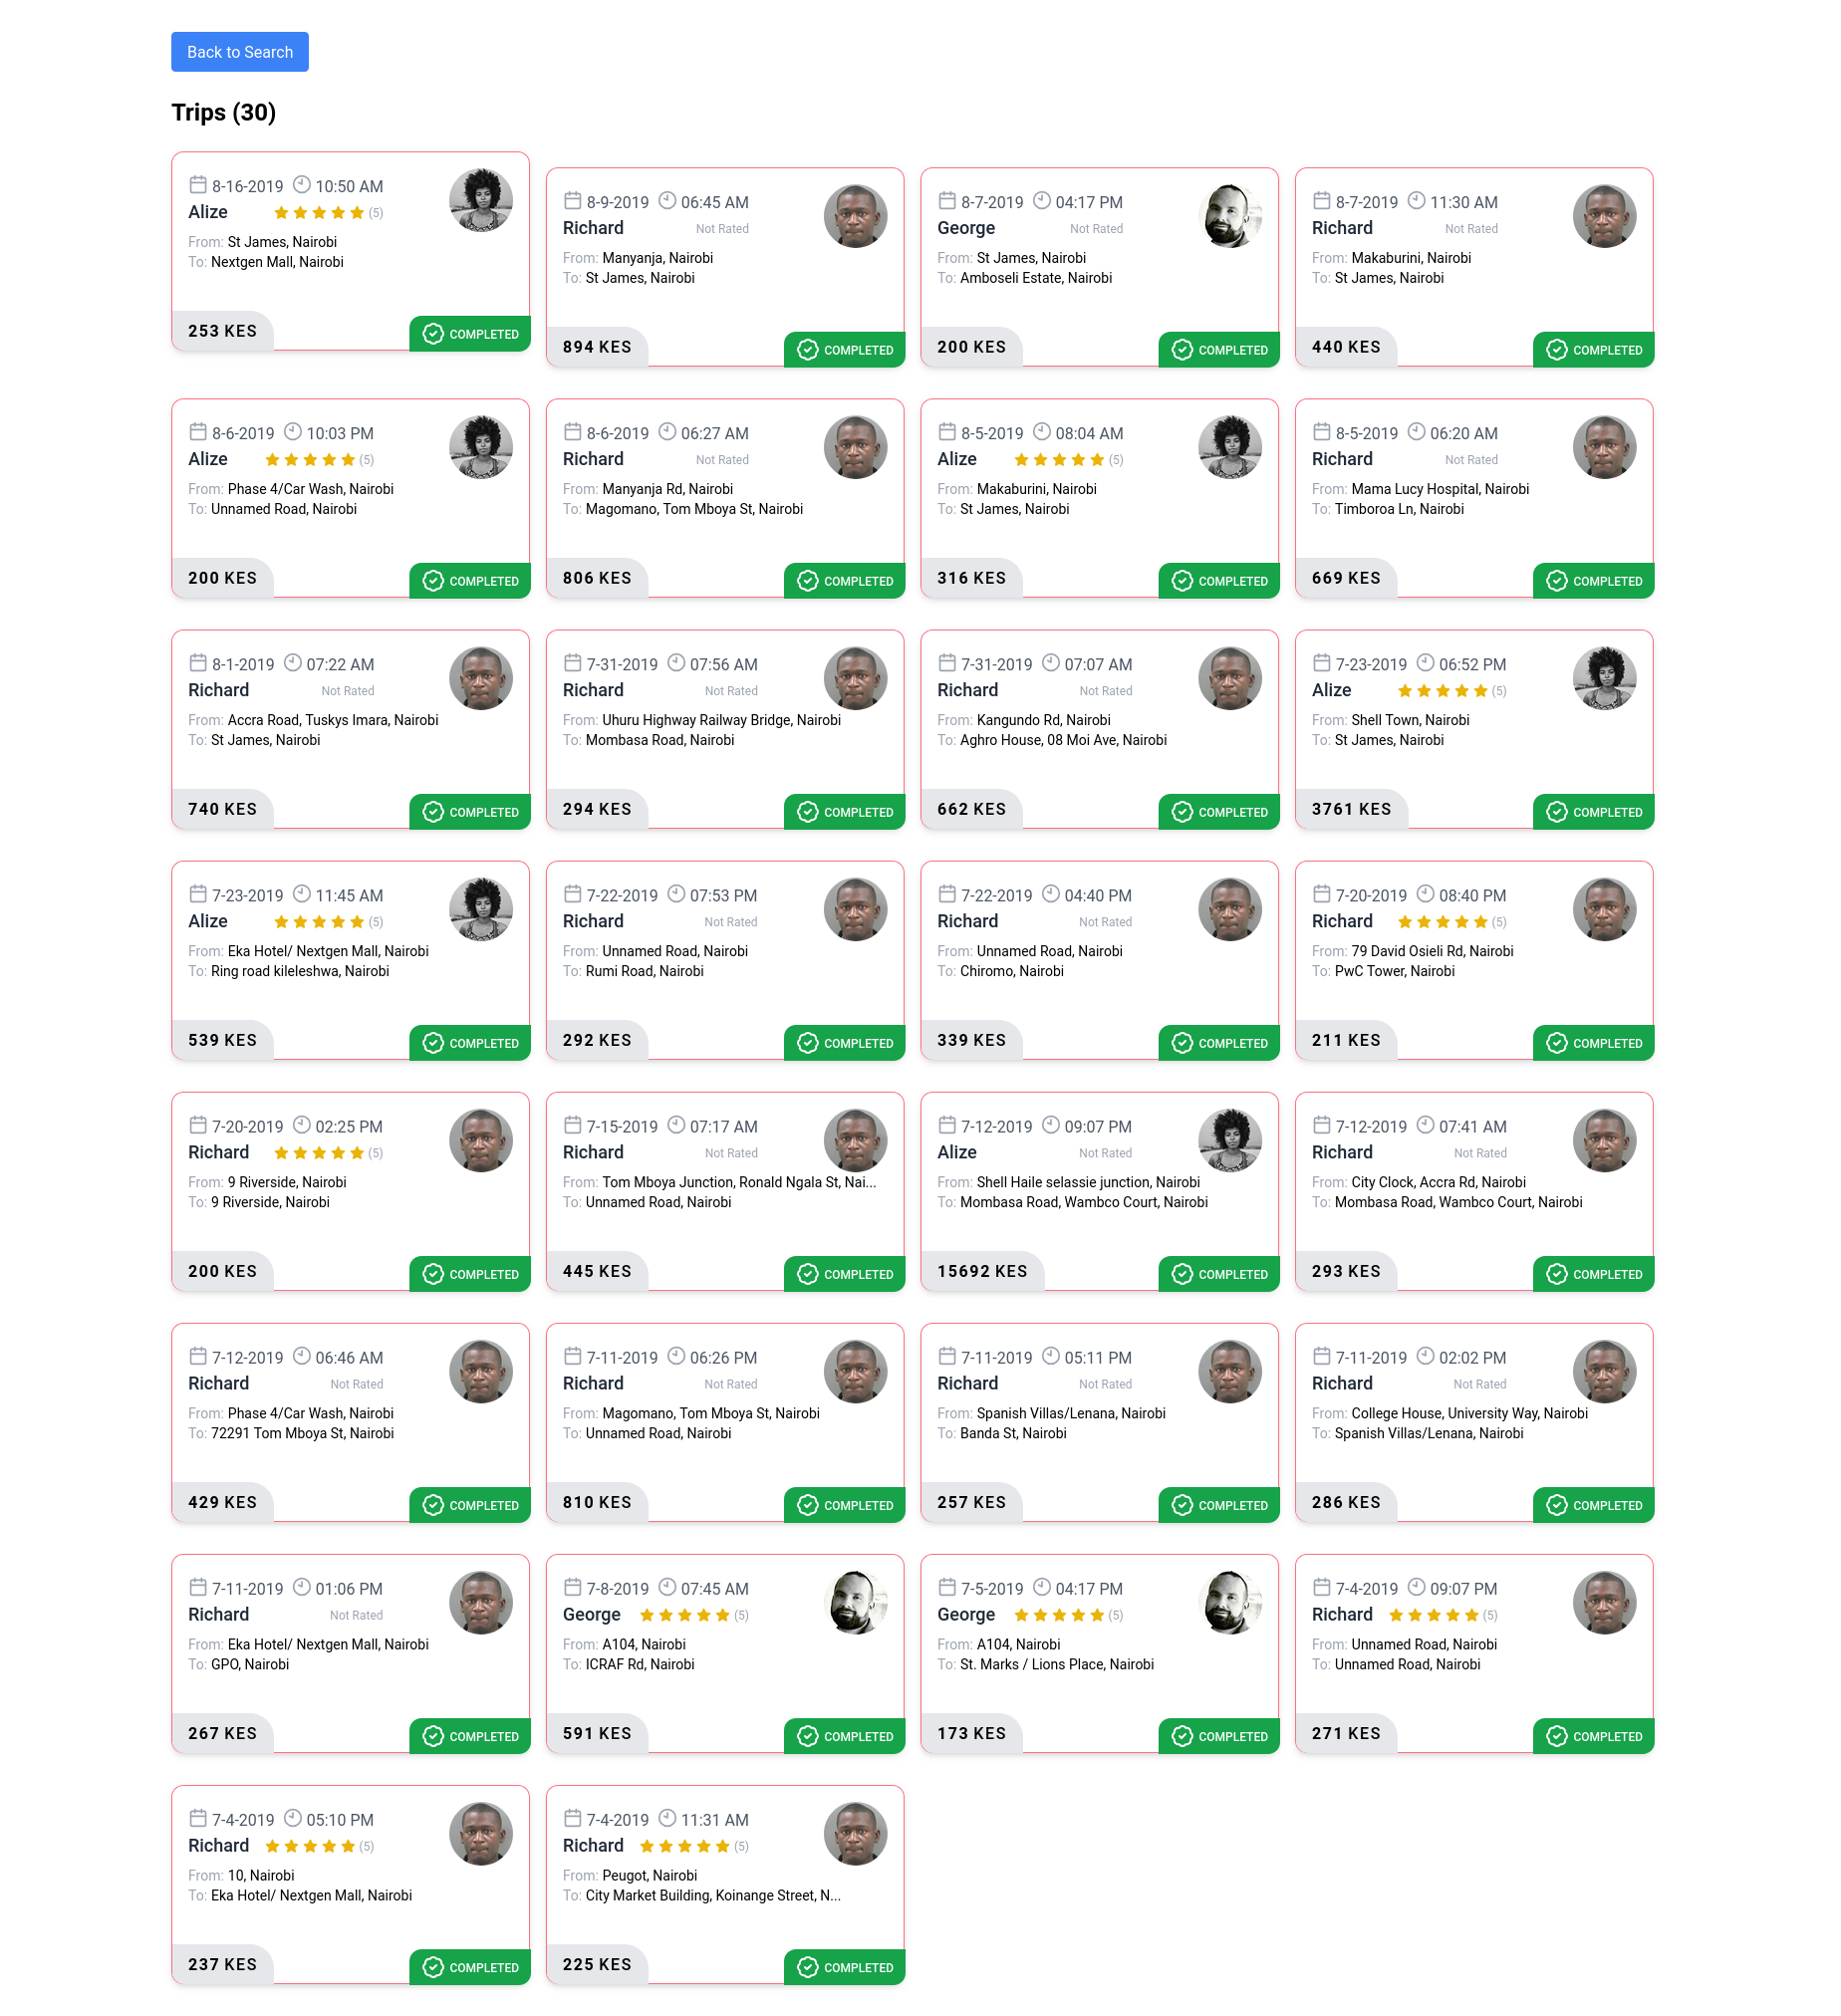 Back to Search
Trips (30)
8-16-2019 10:50 AM
Alize (5)
From: St James, Nairobi
To: Nextgen Mall, Nairobi
253 KES COMPLETED
8-9-2019 06:45 AM
Richard Not Rated
From: Manyanja, Nairobi
To: St James, Nairobi
894 KES COMPLETED
8-7-2019 04:17 PM
George Not Rated
From: St James, Nairobi
To: Amboseli Estate, Nairobi
200 KES COMPLETED
8-7-2019 11:30 AM
Richard Not Rated
From: Makaburini, Nairobi
To: St James, Nairobi
440 KES COMPLETED
8-6-2019 10:03 PM
Alize (5)
From: Phase 4/Car Wash, Nairobi
To: Unnamed Road, Nairobi
200 KES COMPLETED
8-6-2019 06:27 AM
Richard Not Rated
From: Manyanja Rd, Nairobi
To: Magomano, Tom Mboya St, Nairobi
806 KES COMPLETED
8-5-2019 08:04 AM
Alize (5)
From: Makaburini, Nairobi
To: St James, Nairobi
316 KES COMPLETED
8-5-2019 06:20 AM
Richard Not Rated
From: Mama Lucy Hospital, Nairobi
To: Timboroa Ln, Nairobi
669 KES COMPLETED
8-1-2019 07:22 AM
Richard Not Rated
From: Accra Road, Tuskys Imara, Nairobi
To: St James, Nairobi
740 KES COMPLETED
7-31-2019 07:56 AM
Richard Not Rated
From: Uhuru Highway Railway Bridge, Nairobi
To: Mombasa Road, Nairobi
294 KES COMPLETED
7-31-2019 07:07 AM
Richard Not Rated
From: Kangundo Rd, Nairobi
To: Aghro House, 08 Moi Ave, Nairobi
662 KES COMPLETED
7-23-2019 06:52 PM
Alize (5)
From: Shell Town, Nairobi
To: St James, Nairobi
3761 KES COMPLETED
7-23-2019 11:45 AM
Alize (5)
From: Eka Hotel/ Nextgen Mall, Nairobi
To: Ring road kileleshwa, Nairobi
539 KES COMPLETED
7-22-2019 07:53 PM
Richard Not Rated
From: Unnamed Road, Nairobi
To: Rumi Road, Nairobi
292 KES COMPLETED
7-22-2019 04:40 PM
Richard Not Rated
From: Unnamed Road, Nairobi
To: Chiromo, Nairobi
339 KES COMPLETED
7-20-2019 08:40 PM
Richard (5)
From: 79 David Osieli Rd, Nairobi
To: PwC Tower, Nairobi
211 KES COMPLETED
7-20-2019 02:25 PM
Richard (5)
From: 9 Riverside, Nairobi
To: 9 Riverside, Nairobi
200 KES COMPLETED
7-15-2019 07:17 AM
Richard Not Rated
From: Tom Mboya Junction, Ronald Ngala St, Nai...
To: Unnamed Road, Nairobi
445 KES COMPLETED
7-12-2019 09:07 PM
Alize Not Rated
From: Shell Haile selassie junction, Nairobi
To: Mombasa Road, Wambco Court, Nairobi
15692 KES COMPLETED
7-12-2019 07:41 AM
Richard Not Rated
From: City Clock, Accra Rd, Nairobi
To: Mombasa Road, Wambco Court, Nairobi
293 KES COMPLETED
7-12-2019 06:46 AM
Richard Not Rated
From: Phase 4/Car Wash, Nairobi
To: 72291 Tom Mboya St, Nairobi
429 KES COMPLETED
7-11-2019 06:26 PM
Richard Not Rated
From: Magomano, Tom Mboya St, Nairobi
To: Unnamed Road, Nairobi
810 KES COMPLETED
7-11-2019 05:11 PM
Richard Not Rated
From: Spanish Villas/Lenana, Nairobi
To: Banda St, Nairobi
257 KES COMPLETED
7-11-2019 02:02 PM
Richard Not Rated
From: College House, University Way, Nairobi
To: Spanish Villas/Lenana, Nairobi
286 KES COMPLETED
7-11-2019 01:06 PM
Richard Not Rated
From: Eka Hotel/ Nextgen Mall, Nairobi
To: GPO, Nairobi
267 KES COMPLETED
7-8-2019 07:45 AM
George (5)
From: A104, Nairobi
To: ICRAF Rd, Nairobi
591 KES COMPLETED
7-5-2019 04:17 PM
George (5)
From: A104, Nairobi
To: St. Marks / Lions Place, Nairobi
173 KES COMPLETED
7-4-2019 09:07 PM
Richard (5)
From: Unnamed Road, Nairobi
To: Unnamed Road, Nairobi
271 KES COMPLETED
7-4-2019 05:10 PM
Richard (5)
From: 10, Nairobi
To: Eka Hotel/ Nextgen Mall, Nairobi
237 KES COMPLETED
7-4-2019 11:31 AM
Richard (5)
From: Peugot, Nairobi
To: City Market Building, Koinange Street, N...
225 KES COMPLETED